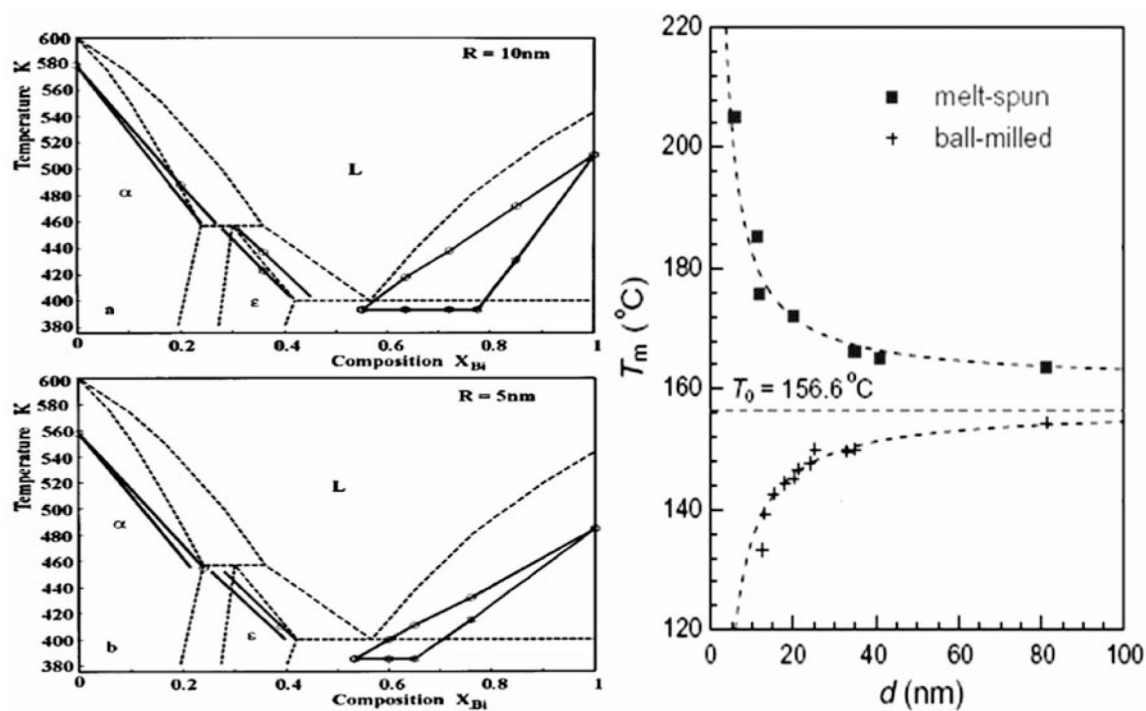 600
580
560
540
520
500
480
460
440
420
400
380
Temperature K
R = 10nm
L
α
ε
a
0
0.2
0.4
0.6
0.8
1
Composition X_Bi
600
580
560
540
520
500
480
460
440
420
400
380
Temperature K
R = 5nm
L
α
ε
b
0
0.2
0.4
0.6
0.8
1
Composition X_Bi
220
200
180
160
140
120
T_m (°C)
melt-spun
ball-milled
T_0 = 156.6 °C
0
20
40
60
80
100
d (nm)